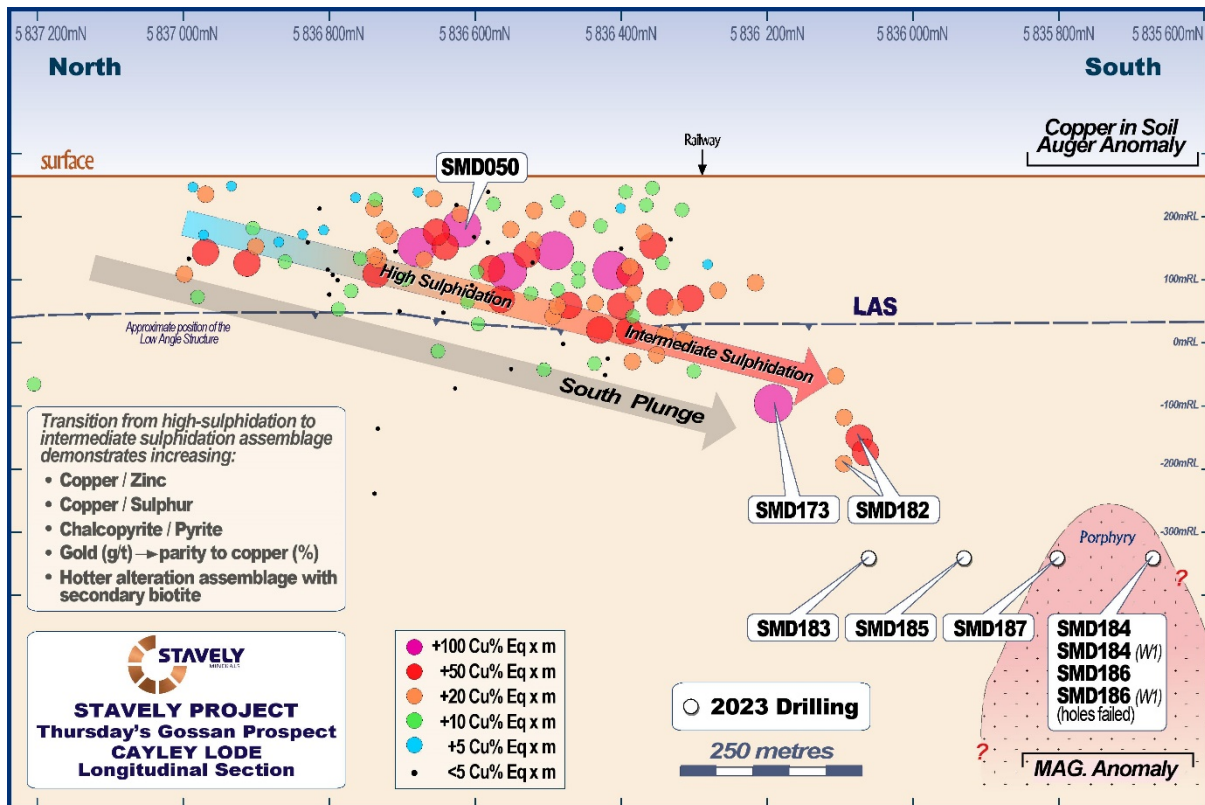 5 837 200mN
5 837 000mN
5 836 800mN
5 836 600mN
5 836 400mN
5 836 200mN
5 836 000mN
5 835 800mN
5 835 600mN
North
South
Copper in Soil
Auger Anomaly
Railway
surface
SMD050
200mRL
100mRL
0mRL
-100mRL
-200mRL
-300mRL
High Sulphidation
Intermediate Sulphidation
LAS
Approximate position of the
Low Angle Structure
South Plunge
Transition from high-sulphidation to
intermediate sulphidation assemblage
demonstrates increasing:
• Copper / Zinc
• Copper / Sulphur
• Chalcopyrite / Pyrite
• Gold (g/t) → parity to copper (%)
• Hotter alteration assemblage with
secondary biotite
SMD173
SMD182
Porphyry
?
SMD183
SMD185
SMD187
SMD184
SMD184 (W1)
SMD186
SMD186 (W1)
(holes failed)
STAVELY
MINERALS
STAVELY PROJECT
Thursday's Gossan Prospect
CAYLEY LODE
Longitudinal Section
+100 Cu% Eq x m
+50 Cu% Eq x m
+20 Cu% Eq x m
+10 Cu% Eq x m
+5 Cu% Eq x m
<5 Cu% Eq x m
2023 Drilling
250 metres
?
MAG. Anomaly